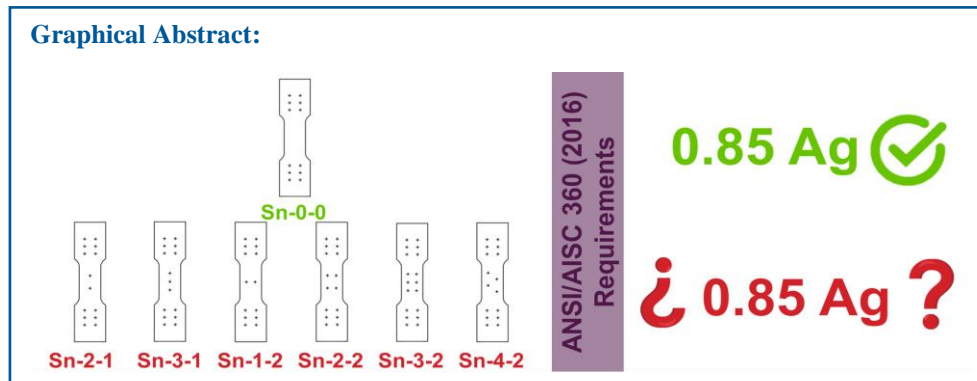 Graphical Abstract:
Sn-0-0
Sn-2-1 Sn-3-1 Sn-1-2 Sn-2-2 Sn-3-2 Sn-4-2
ANSI/AISC 360 (2016)
Requirements
0.85 Ag
¿ 0.85 Ag ?